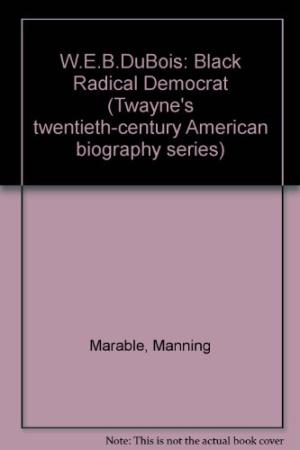 W.E.B.DuBois: Black
Radical Democrat
(Twayne's
twentieth-century American
biography series)
Marable, Manning
Note: This is not the actual book cover